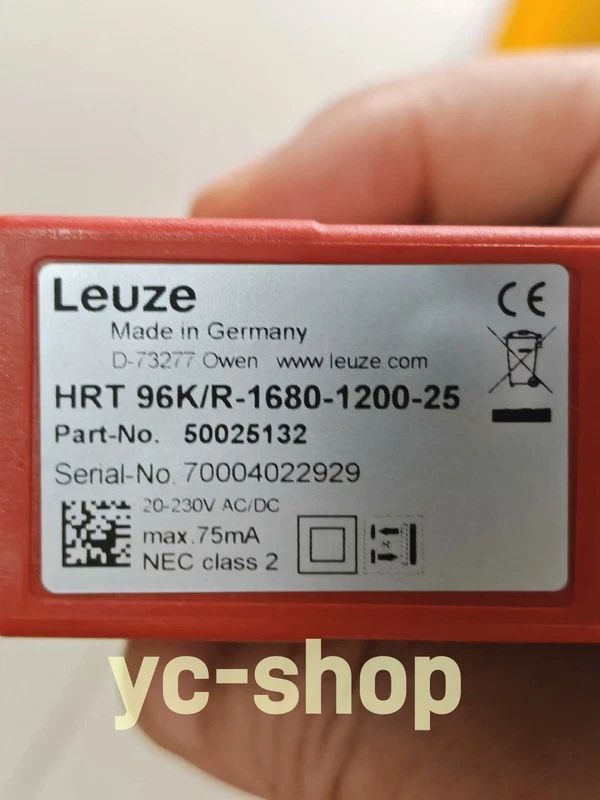 Leuze
Made in Germany
D-73277 Owen www leuze com
HRT 96K/R-1680-1200-25
Part-No. 50025132
Serial-No. 70004022929
20-230V AC/DC
max.75mA
NEC class 2
CE
yc-shop